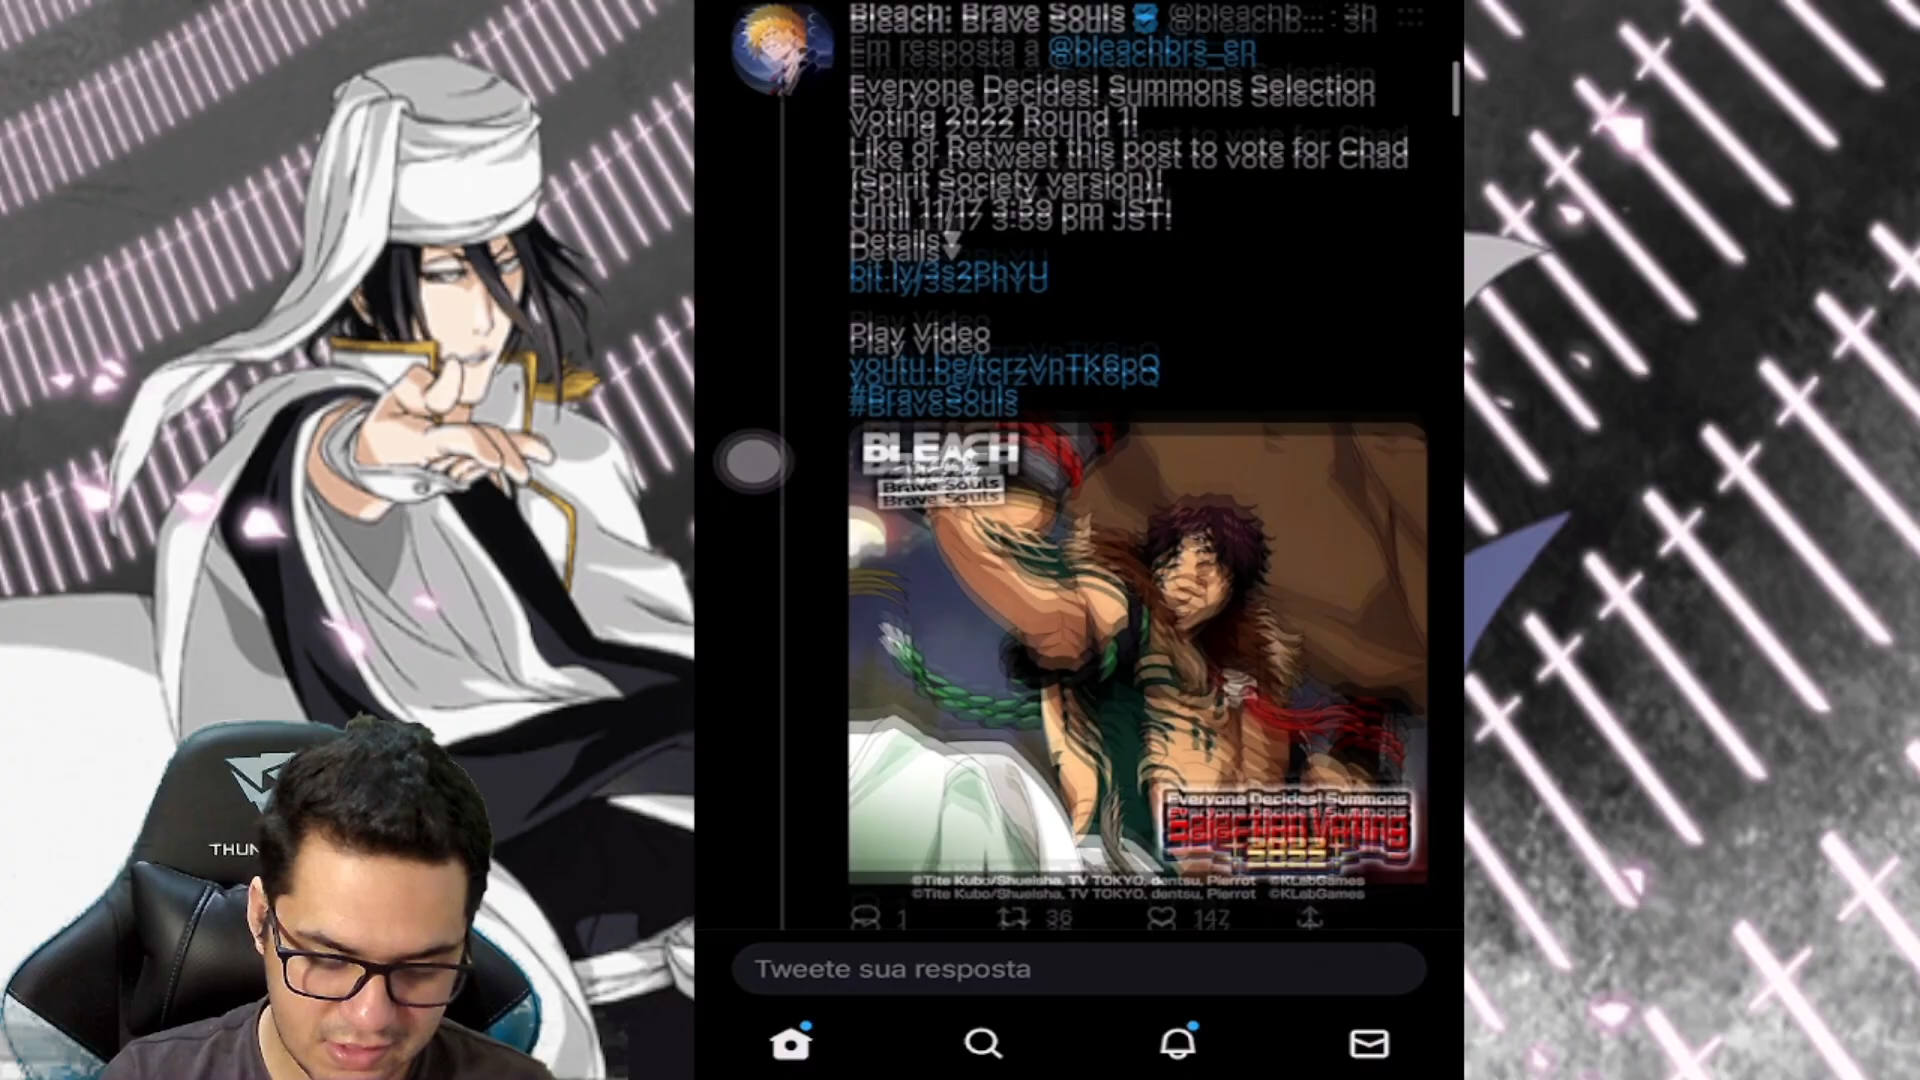 Bleach: Brave Souls @bleachb... · 3h
Em resposta a @bleachbrs_en
Everyone Decides! Summons Selection
Voting 2022 Round 1!
Like or Retweet this post to vote for Chad
(Spirit Society version)!
Until 11/17 3:59 pm JST!
Details
bit.ly/3s2PhYU
Play Video
youtu.be/tcrzVnTK6pQ
#BraveSouls
BLEACH
Brave Souls
Everyone Decides! Summons
Selection Voting
2022
©Tite Kubo/Shueisha, TV TOKYO, dentsu, Pierrot ©KLabGames
1 36 147
THUN
Tweete sua resposta